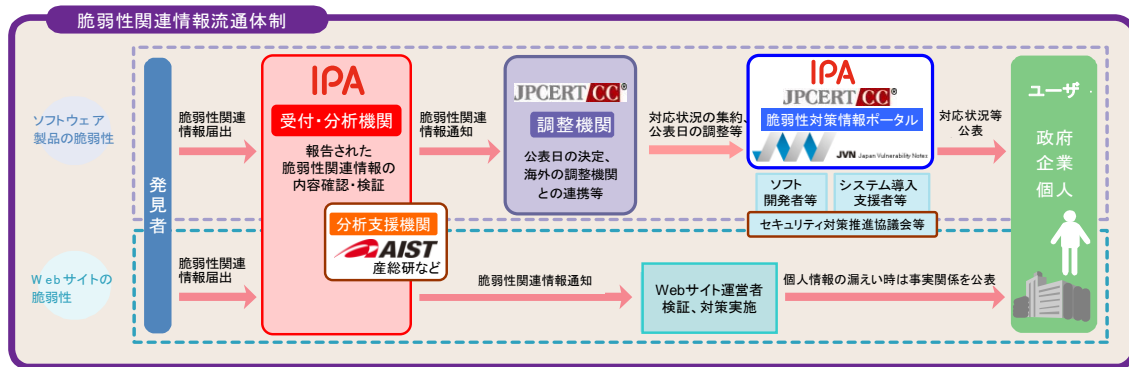 脆弱性関連情報流通体制
ソフトウェア
製品の脆弱性
Webサイトの
脆弱性
発見者
脆弱性関連
情報届出
脆弱性関連
情報届出
IPA
受付・分析機関
報告された
脆弱性関連情報の
内容確認・検証
分析支援機関
AIST
産総研など
脆弱性関連
情報通知
JPCERT CC®
調整機関
公表日の決定、
海外の調整機関
との連携等
対応状況の集約、
公表日の調整等
IPA
JPCERT CC®
脆弱性対策情報ポータル
JVN Japan Vulnerability Notes
ソフト
開発者等
システム導入
支援者等
セキュリティ対策推進協議会等
対応状況等
公表
脆弱性関連情報通知
Webサイト運営者
検証、対策実施
個人情報の漏えい時は事実関係を公表
ユーザ
政府
企業
個人